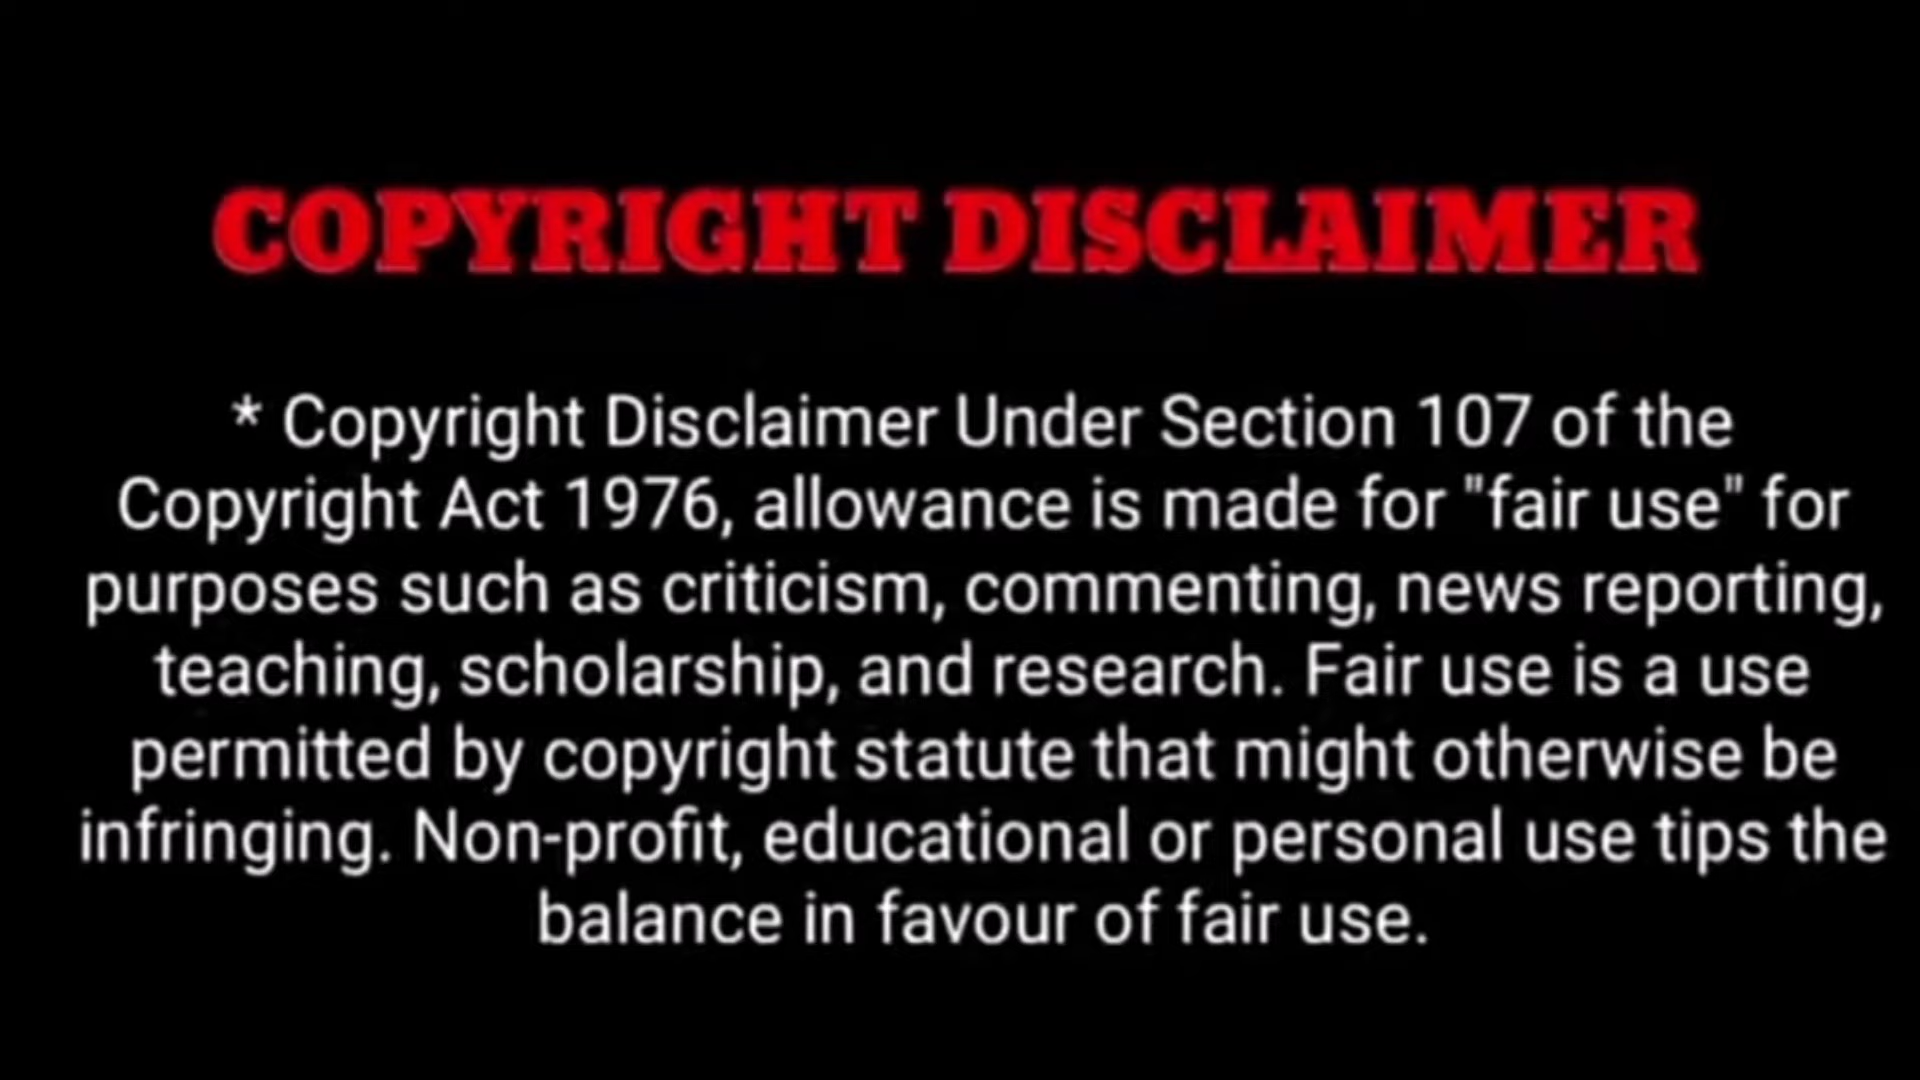 COPYRIGHT DISCLAIMER
* Copyright Disclaimer Under Section 107 of the
Copyright Act 1976, allowance is made for "fair use" for
purposes such as criticism, commenting, news reporting,
teaching, scholarship, and research. Fair use is a use
permitted by copyright statute that might otherwise be
infringing. Non-profit, educational or personal use tips the
balance in favour of fair use.